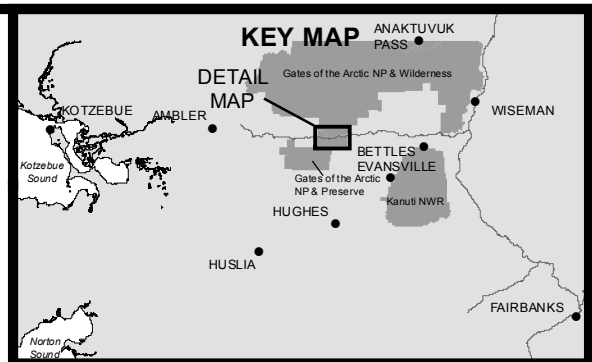 KEY MAP
ANAKTUVUK
PASS
DETAIL
MAP
Gates of the Arctic NP & Wilderness
KOTZEBUE
AMBLER
WISEMAN
Kotzebue
Sound
BETTLES
EVANSVILLE
Gates of the Arctic
NP & Preserve
Kanuti NWR
HUGHES
HUSLIA
FAIRBANKS
Norton
Sound